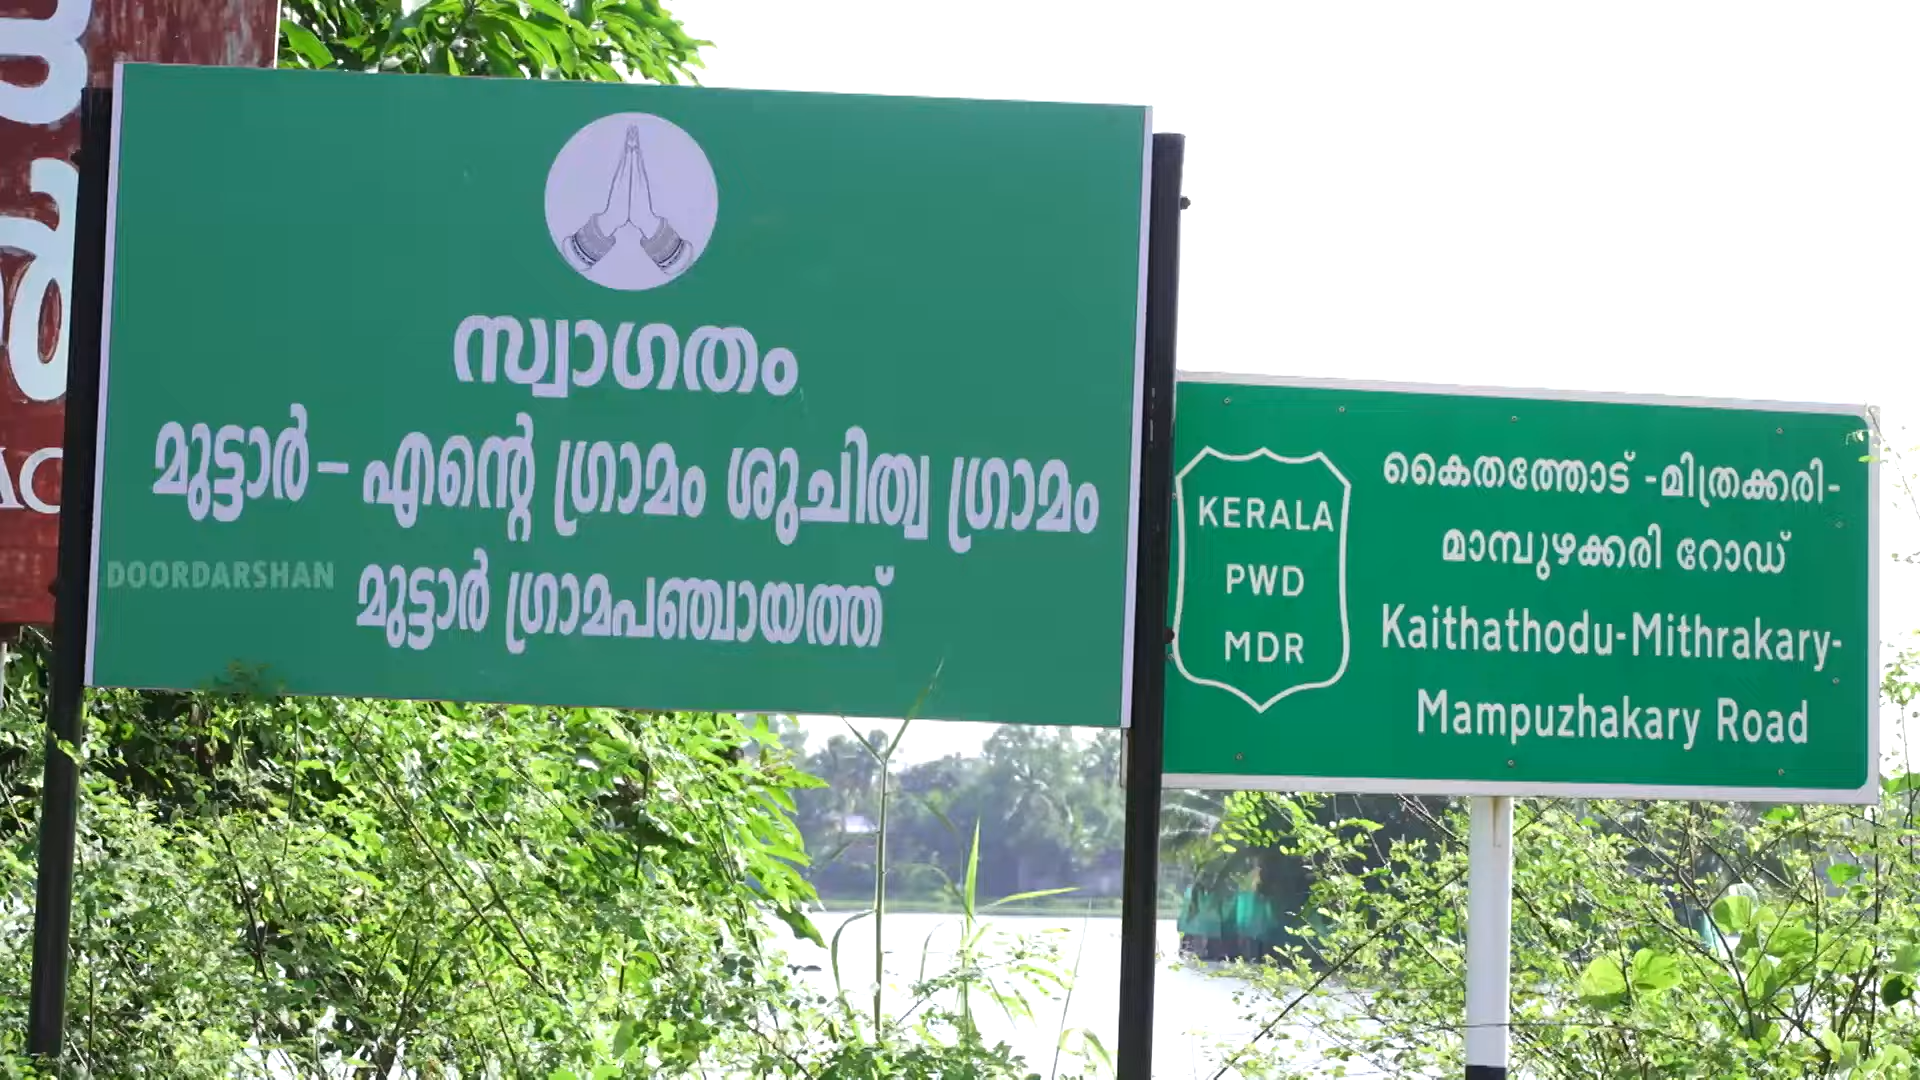 സ്വാഗതം
മുട്ടാർ – എന്റെ ഗ്രാമം ശുചിത്വ ഗ്രാമം
മുട്ടാർ ഗ്രാമപഞ്ചായത്ത്
DOORDARSHAN
KERALA
PWD
MDR
കൈതത്തോട് -മിത്രക്കരി-
മാമ്പുഴക്കരി റോഡ്
Kaithathodu-Mithrakary-
Mampuzhakary Road